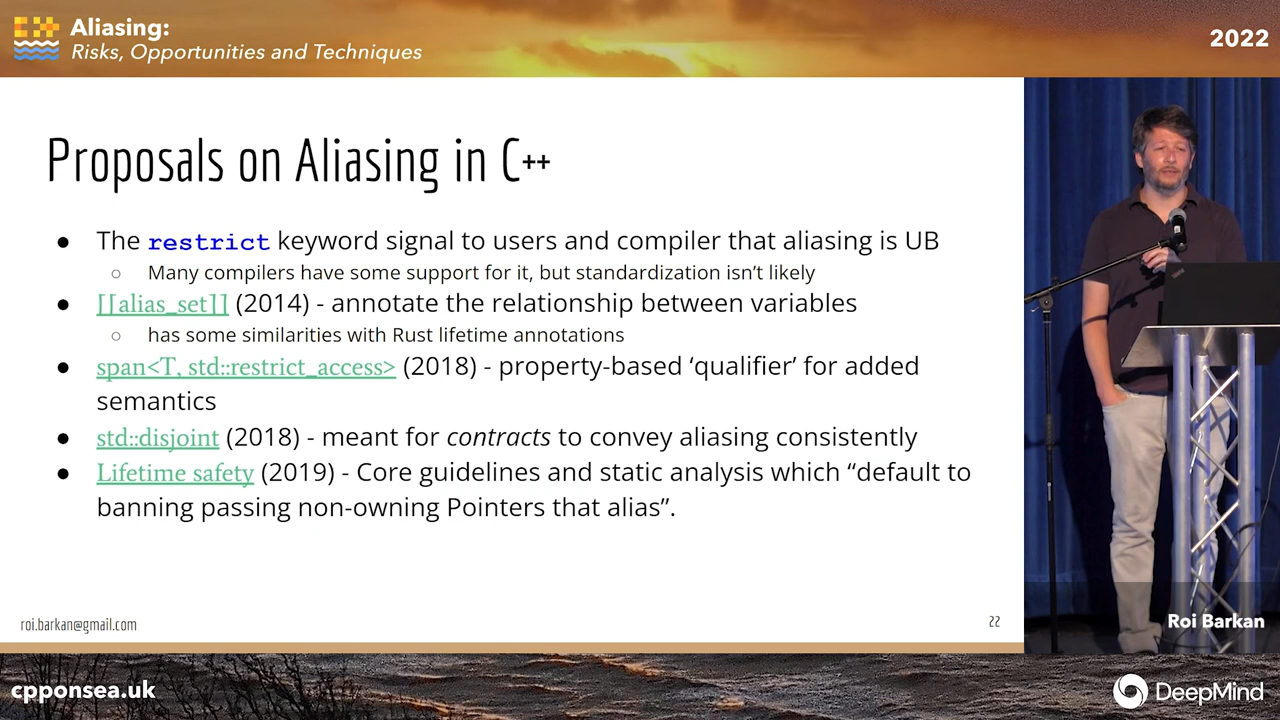 Aliasing:
Risks, Opportunities and Techniques
2022
Proposals on Aliasing in C++
● The restrict keyword signal to users and compiler that aliasing is UB
○ Many compilers have some support for it, but standardization isn’t likely
● [[alias_set]] (2014) - annotate the relationship between variables
○ has some similarities with Rust lifetime annotations
● span<T, std::restrict_access> (2018) - property-based ‘qualifier’ for added
semantics
● std::disjoint (2018) - meant for contracts to convey aliasing consistently
● Lifetime safety (2019) - Core guidelines and static analysis which “default to
banning passing non-owning Pointers that alias”.
roi.barkan@gmail.com
22
Roi Barkan
cpponsea.uk
DeepMind